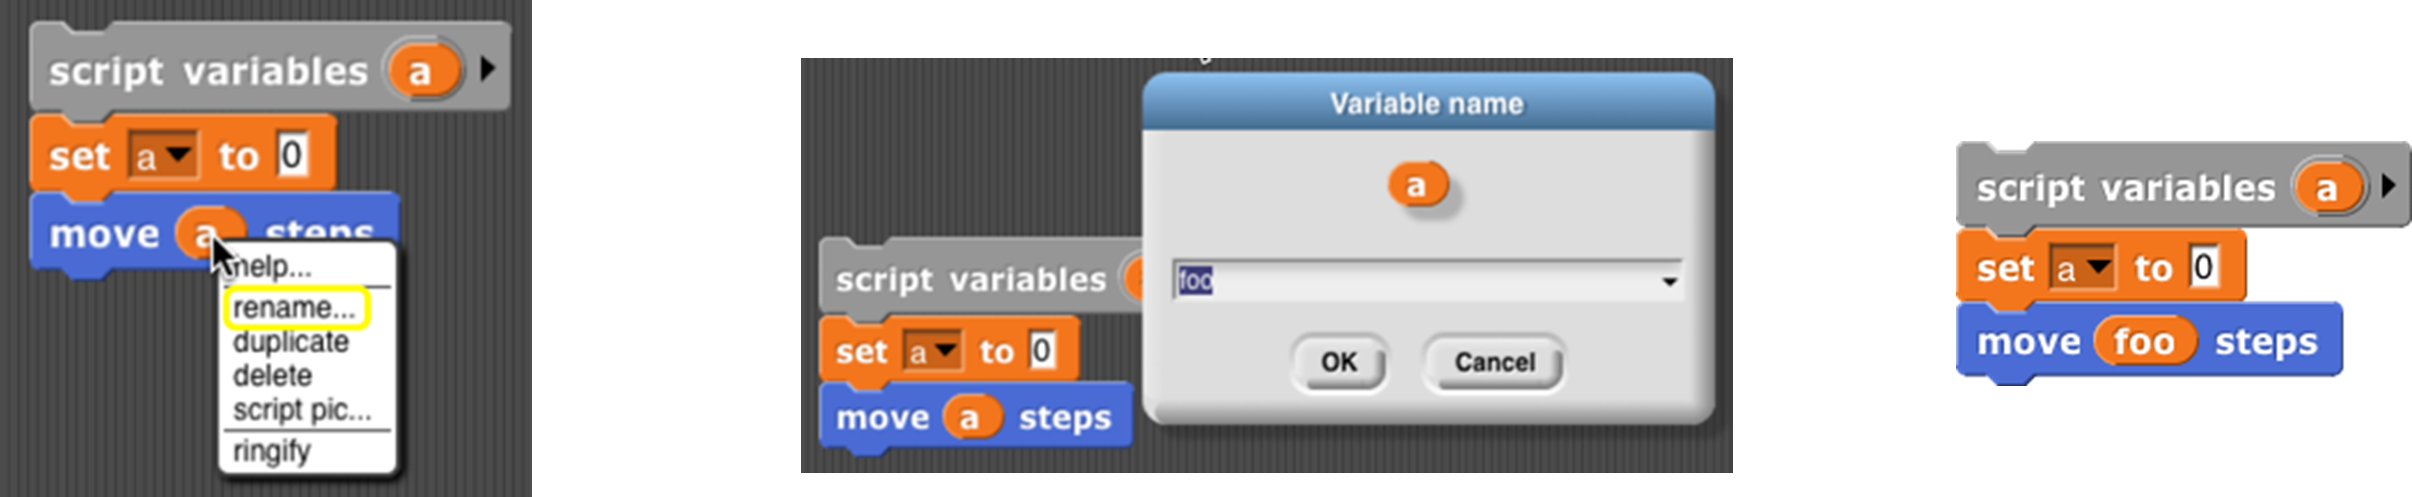 script variables a
set a to 0
move a steps
help...
rename...
duplicate
delete
script pic...
ringify
script variables
set a to 0
move a steps
Variable name
a
foo
OK Cancel
script variables a
set a to 0
move foo steps